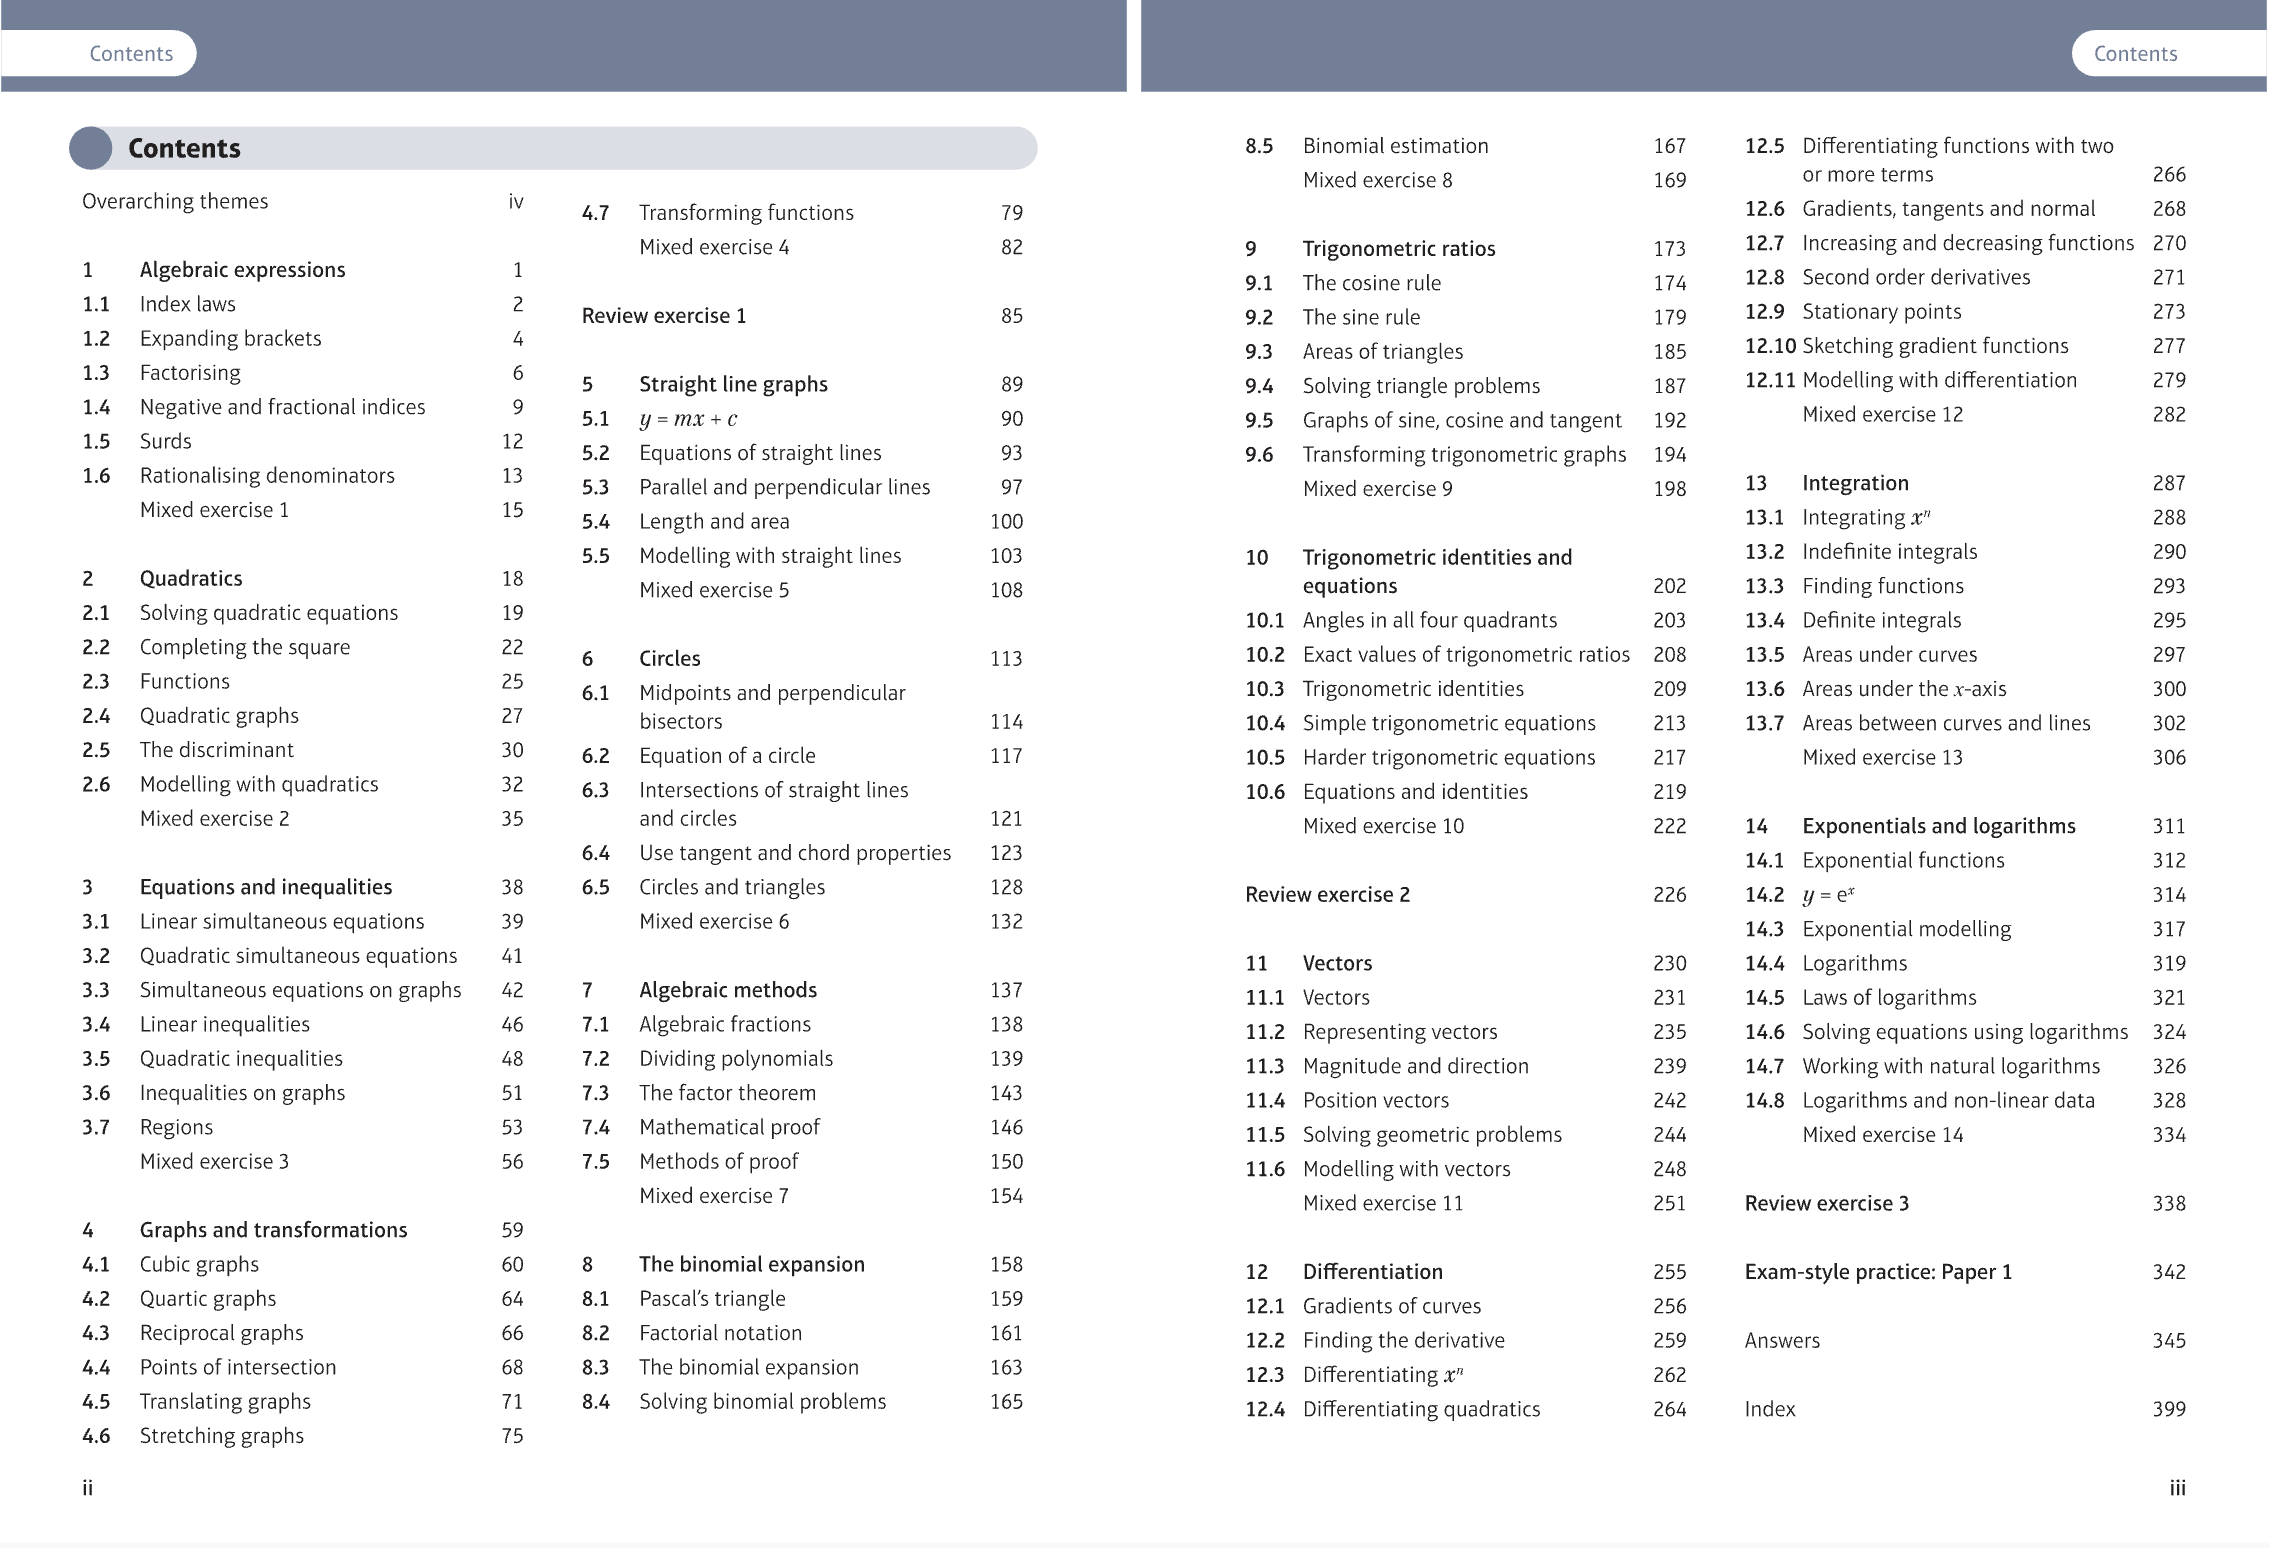 Contents
Contents
Overarching themes iv
1 Algebraic expressions 1
1.1 Index laws 2
1.2 Expanding brackets 4
1.3 Factorising 6
1.4 Negative and fractional indices 9
1.5 Surds 12
1.6 Rationalising denominators 13
Mixed exercise 1 15
2 Quadratics 18
2.1 Solving quadratic equations 19
2.2 Completing the square 22
2.3 Functions 25
2.4 Quadratic graphs 27
2.5 The discriminant 30
2.6 Modelling with quadratics 32
Mixed exercise 2 35
3 Equations and inequalities 38
3.1 Linear simultaneous equations 39
3.2 Quadratic simultaneous equations 41
3.3 Simultaneous equations on graphs 42
3.4 Linear inequalities 46
3.5 Quadratic inequalities 48
3.6 Inequalities on graphs 51
3.7 Regions 53
Mixed exercise 3 56
4 Graphs and transformations 59
4.1 Cubic graphs 60
4.2 Quartic graphs 64
4.3 Reciprocal graphs 66
4.4 Points of intersection 68
4.5 Translating graphs 71
4.6 Stretching graphs 75
4.7 Transforming functions 79
Mixed exercise 4 82
Review exercise 1 85
5 Straight line graphs 89
5.1 y = mx + c 90
5.2 Equations of straight lines 93
5.3 Parallel and perpendicular lines 97
5.4 Length and area 100
5.5 Modelling with straight lines 103
Mixed exercise 5 108
6 Circles 113
6.1 Midpoints and perpendicular
bisectors 114
6.2 Equation of a circle 117
6.3 Intersections of straight lines
and circles 121
6.4 Use tangent and chord properties 123
6.5 Circles and triangles 128
Mixed exercise 6 132
7 Algebraic methods 137
7.1 Algebraic fractions 138
7.2 Dividing polynomials 139
7.3 The factor theorem 143
7.4 Mathematical proof 146
7.5 Methods of proof 150
Mixed exercise 7 154
8 The binomial expansion 158
8.1 Pascal's triangle 159
8.2 Factorial notation 161
8.3 The binomial expansion 163
8.4 Solving binomial problems 165
ii
Contents
8.5 Binomial estimation 167
Mixed exercise 8 169
9 Trigonometric ratios 173
9.1 The cosine rule 174
9.2 The sine rule 179
9.3 Areas of triangles 185
9.4 Solving triangle problems 187
9.5 Graphs of sine, cosine and tangent 192
9.6 Transforming trigonometric graphs 194
Mixed exercise 9 198
10 Trigonometric identities and
equations 202
10.1 Angles in all four quadrants 203
10.2 Exact values of trigonometric ratios 208
10.3 Trigonometric identities 209
10.4 Simple trigonometric equations 213
10.5 Harder trigonometric equations 217
10.6 Equations and identities 219
Mixed exercise 10 222
Review exercise 2 226
11 Vectors 230
11.1 Vectors 231
11.2 Representing vectors 235
11.3 Magnitude and direction 239
11.4 Position vectors 242
11.5 Solving geometric problems 244
11.6 Modelling with vectors 248
Mixed exercise 11 251
12 Differentiation 255
12.1 Gradients of curves 256
12.2 Finding the derivative 259
12.3 Differentiating xⁿ 262
12.4 Differentiating quadratics 264
12.5 Differentiating functions with two
or more terms 266
12.6 Gradients, tangents and normal 268
12.7 Increasing and decreasing functions 270
12.8 Second order derivatives 271
12.9 Stationary points 273
12.10 Sketching gradient functions 277
12.11 Modelling with differentiation 279
Mixed exercise 12 282
13 Integration 287
13.1 Integrating xⁿ 288
13.2 Indefinite integrals 290
13.3 Finding functions 293
13.4 Definite integrals 295
13.5 Areas under curves 297
13.6 Areas under the x-axis 300
13.7 Areas between curves and lines 302
Mixed exercise 13 306
14 Exponentials and logarithms 311
14.1 Exponential functions 312
14.2 y = eˣ 314
14.3 Exponential modelling 317
14.4 Logarithms 319
14.5 Laws of logarithms 321
14.6 Solving equations using logarithms 324
14.7 Working with natural logarithms 326
14.8 Logarithms and non-linear data 328
Mixed exercise 14 334
Review exercise 3 338
Exam-style practice: Paper 1 342
Answers 345
Index 399
iii